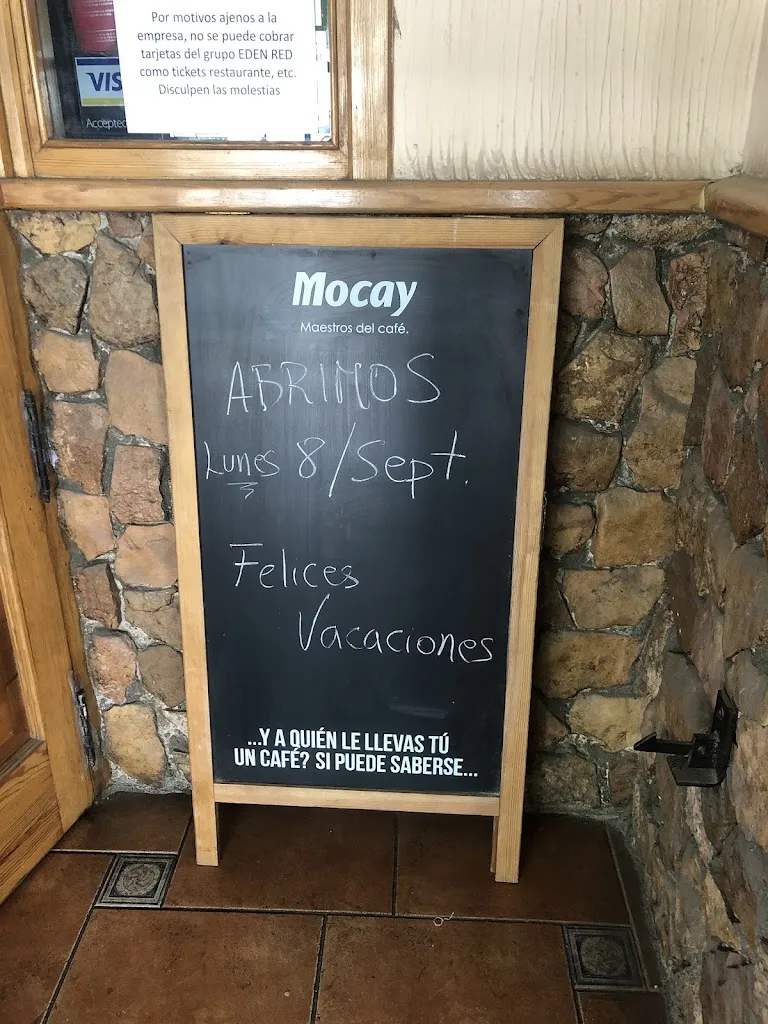 Por motivos ajenos a la
empresa, no se puede cobrar
tarjetas del grupo EDEN RED
como tickets restaurante, etc.
Disculpen las molestias
VIS
Accepted
Mocay
Maestros del café.
ABRIMOS
Lunes 8/Sept.
Felices
Vacaciones
...Y A QUIÉN LE LLEVAS TÚ
UN CAFÉ? SI PUEDE SABERSE...